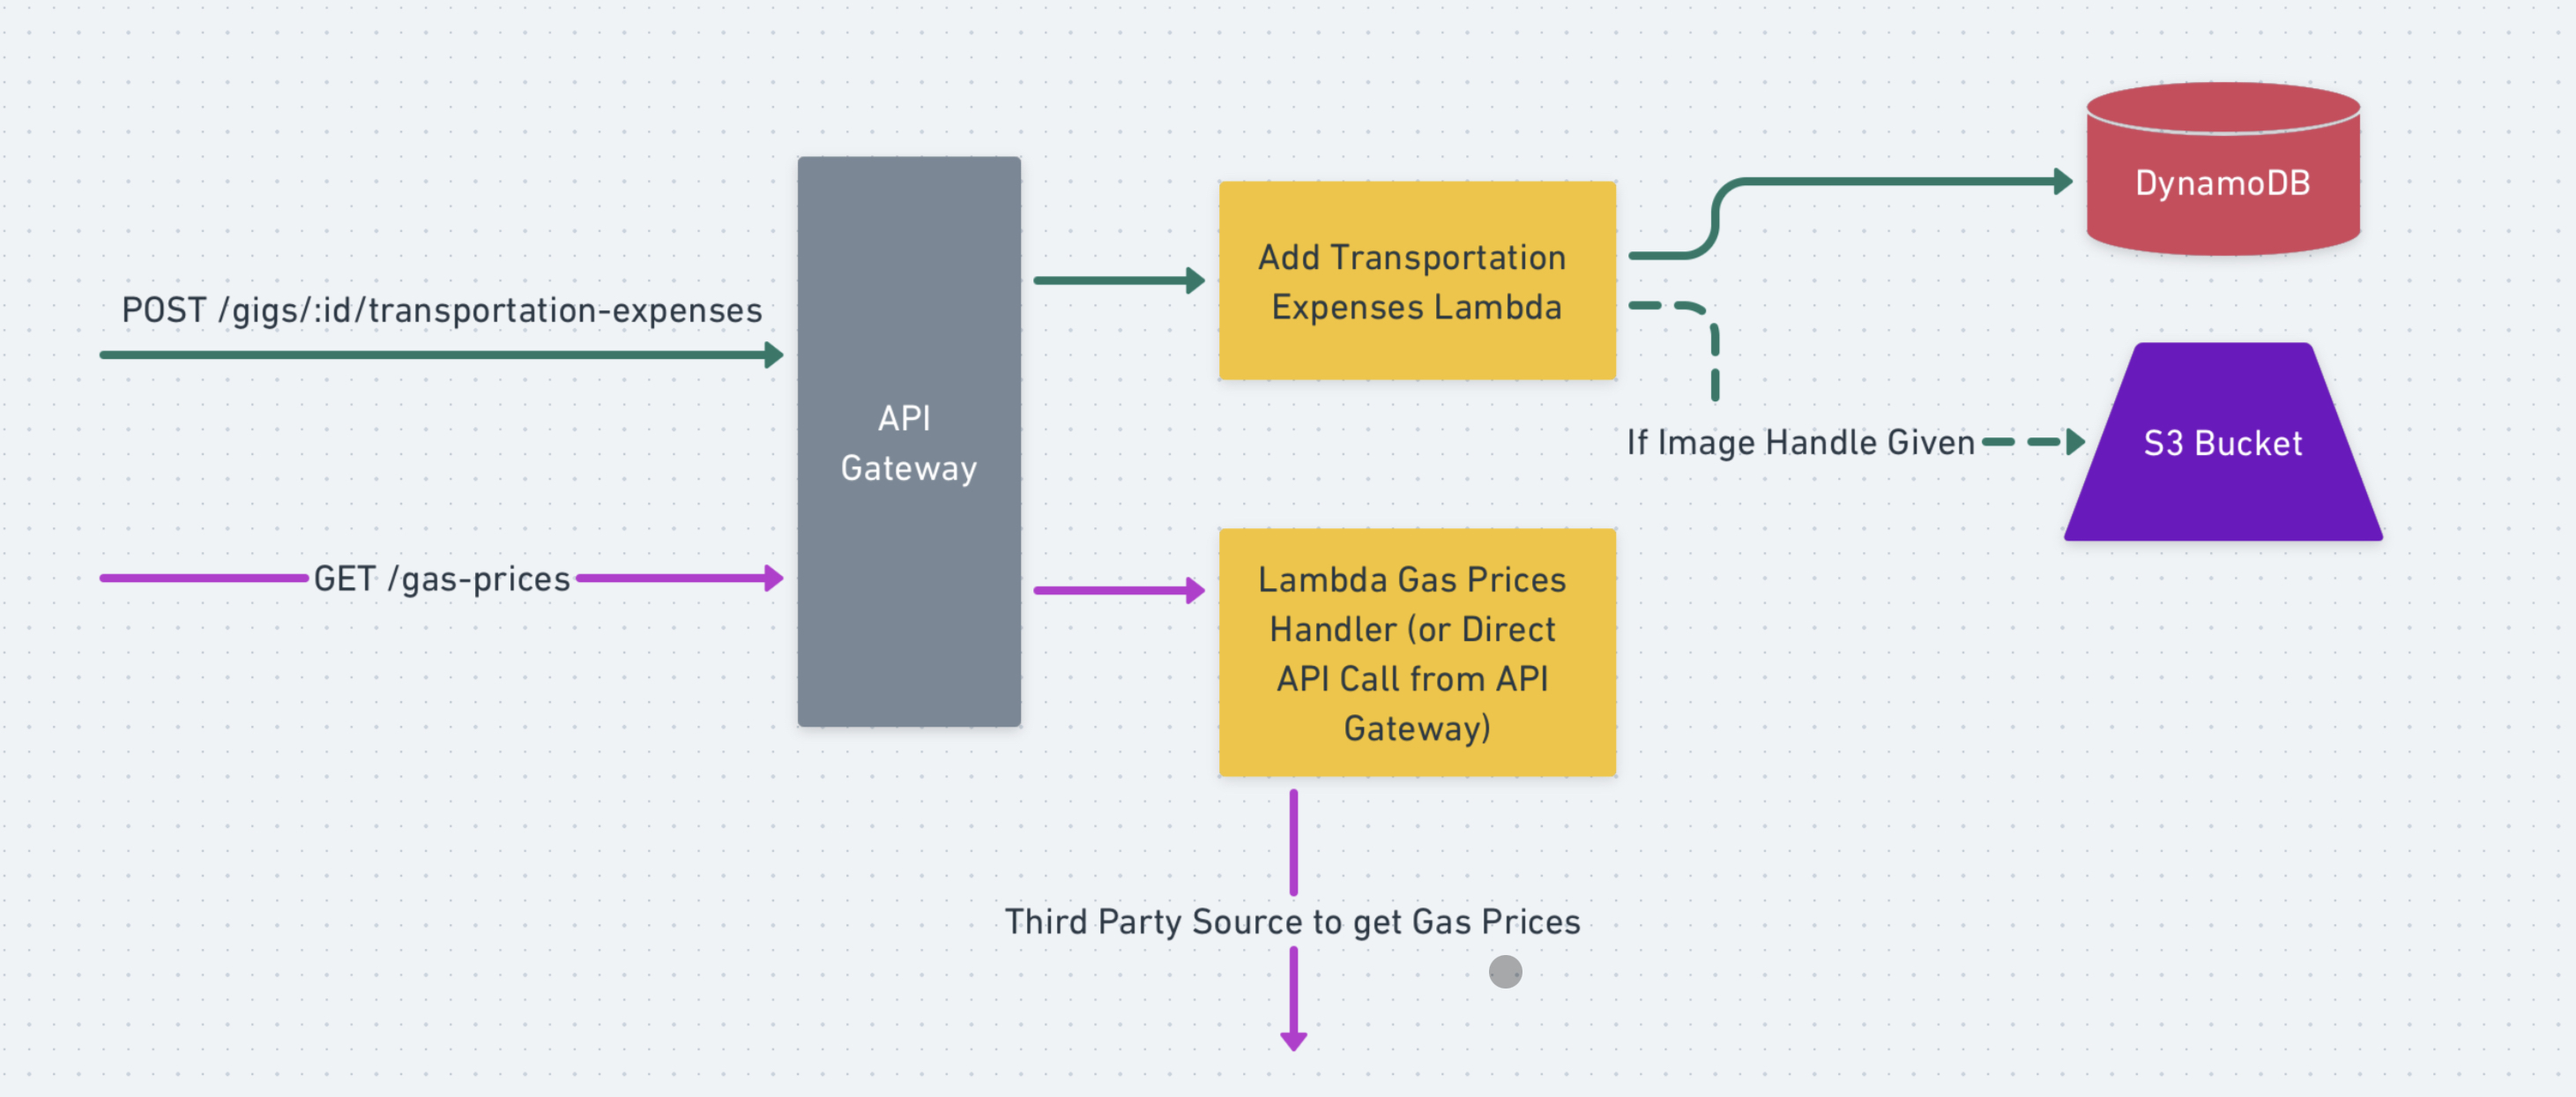 POST /gigs/:id/transportation-expenses
GET /gas-prices
API
Gateway
Add Transportation
Expenses Lambda
Lambda Gas Prices
Handler (or Direct
API Call from API
Gateway)
DynamoDB
If Image Handle Given
S3 Bucket
Third Party Source to get Gas Prices